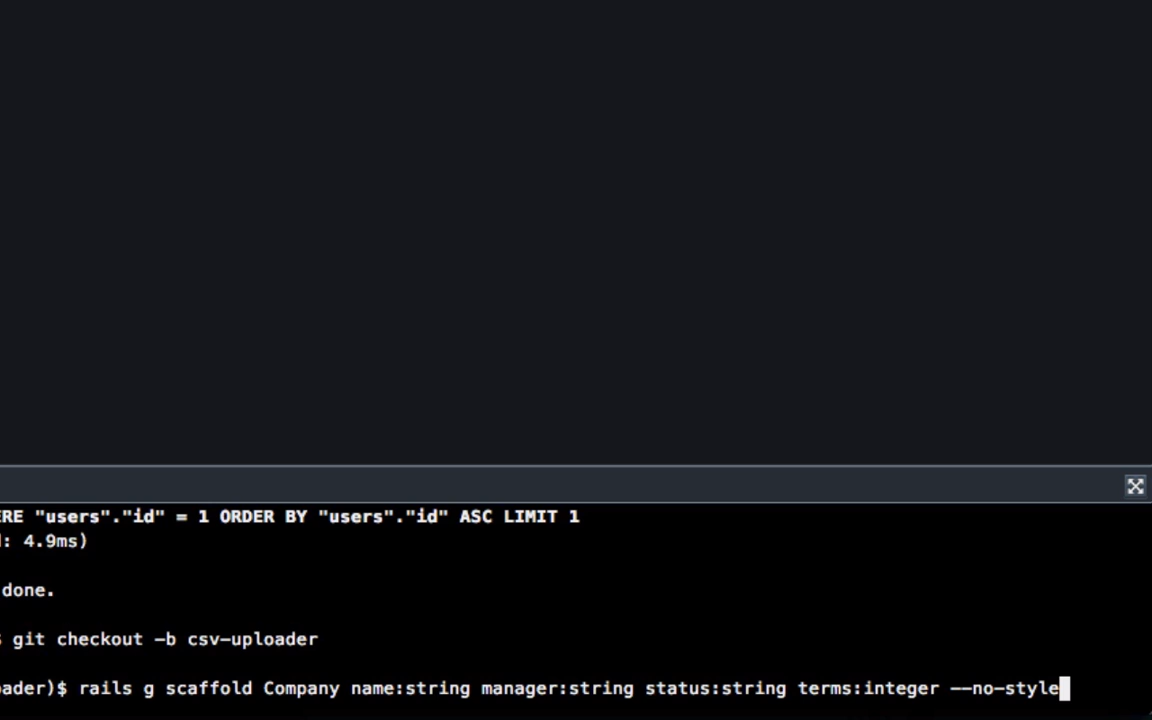 ERE "users"."id" = 1 ORDER BY "users"."id" ASC LIMIT 1
: 4.9ms)
done.
$ git checkout -b csv-uploader
ader)$ rails g scaffold Company name:string manager:string status:string terms:integer --no-style